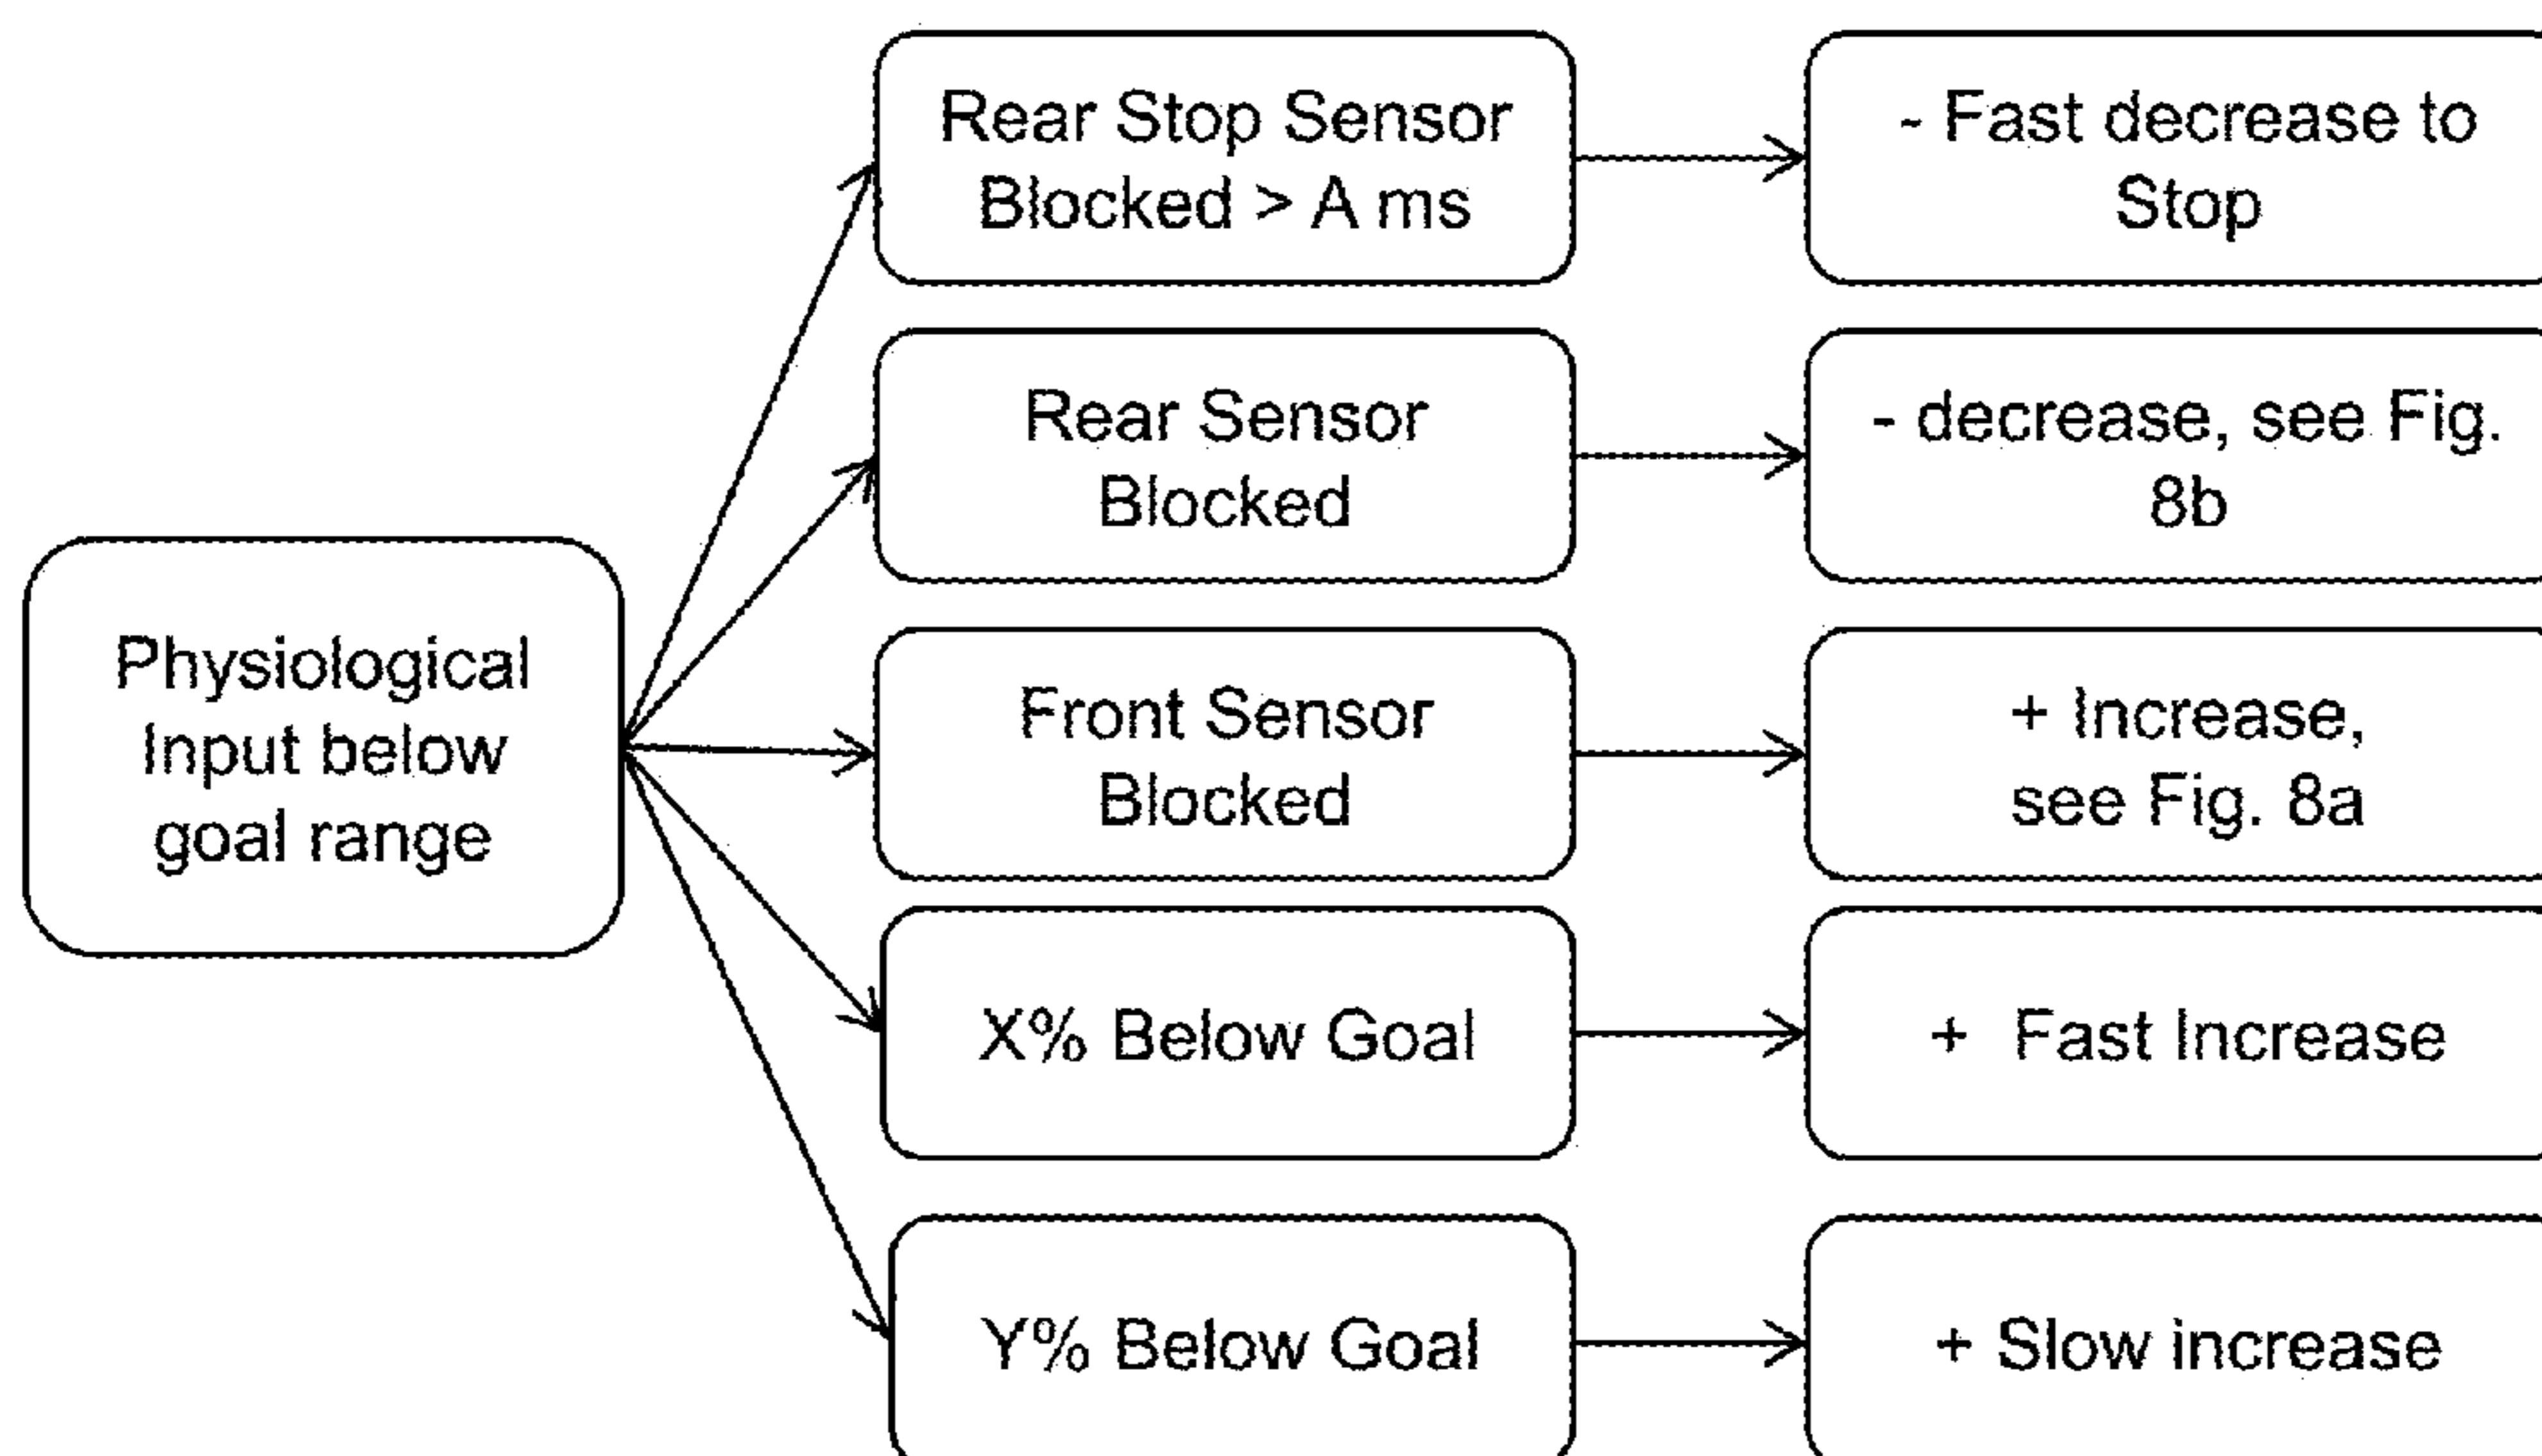 Rear Stop Sensor
Blocked > A ms
- Fast decrease to
Stop
Rear Sensor
Blocked
- decrease, see Fig.
8b
Physiological
Input below
goal range
Front Sensor
Blocked
+ Increase,
see Fig. 8a
X% Below Goal
+ Fast Increase
Y% Below Goal
+ Slow increase